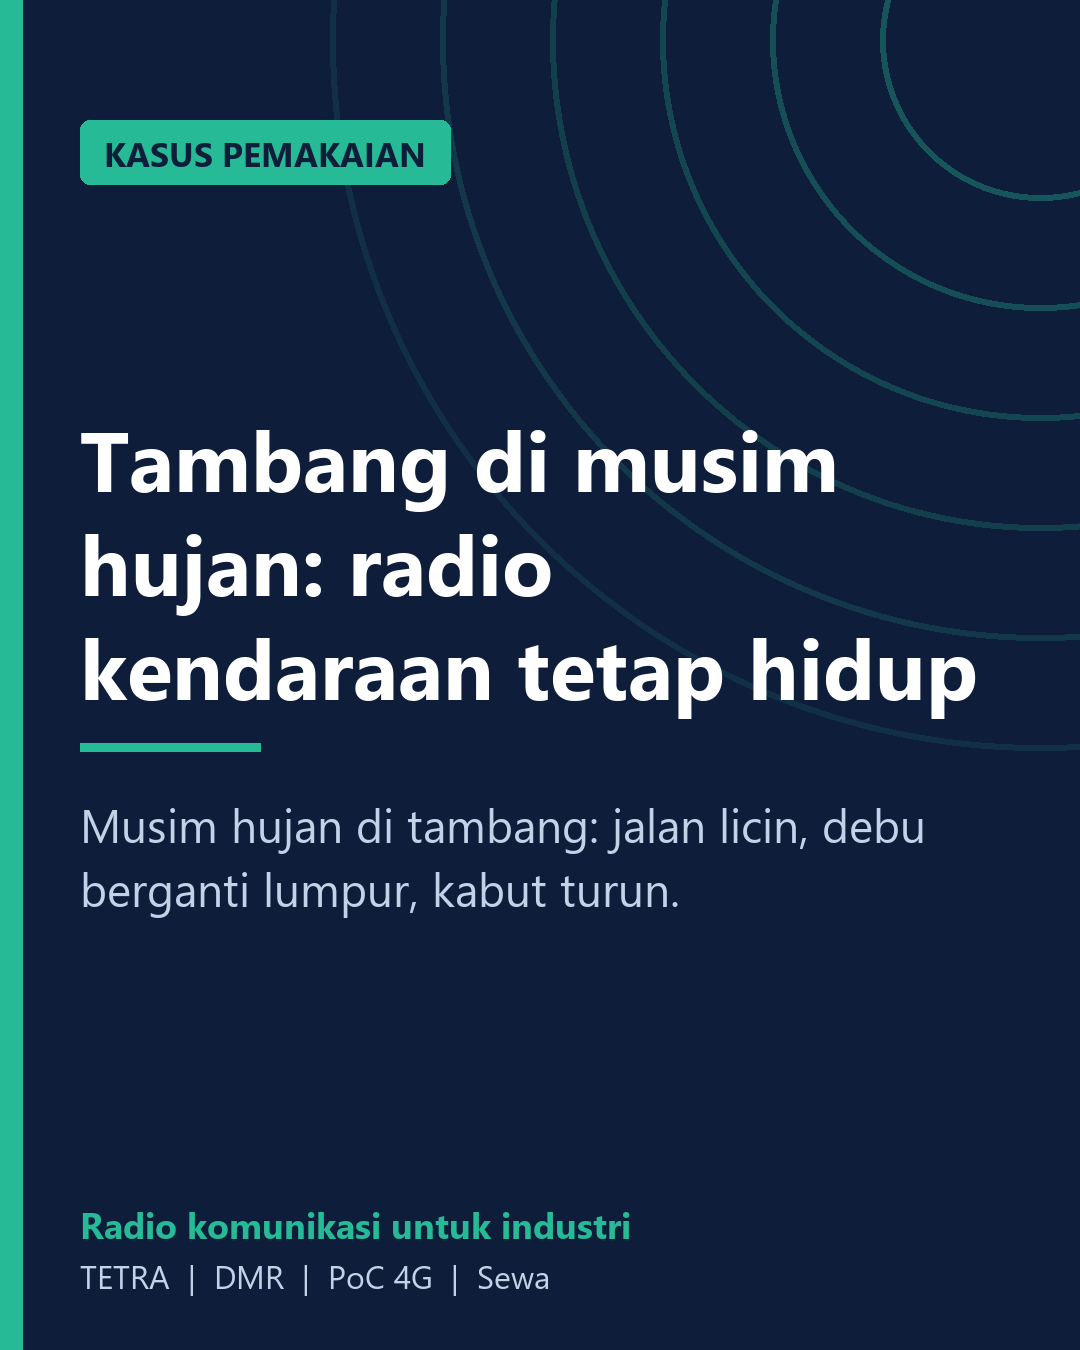 KASUS PEMAKAIAN
Tambang di musim
hujan: radio
kendaraan tetap hidup
Musim hujan di tambang: jalan licin, debu
berganti lumpur, kabut turun.
Radio komunikasi untuk industri
TETRA | DMR | PoC 4G | Sewa